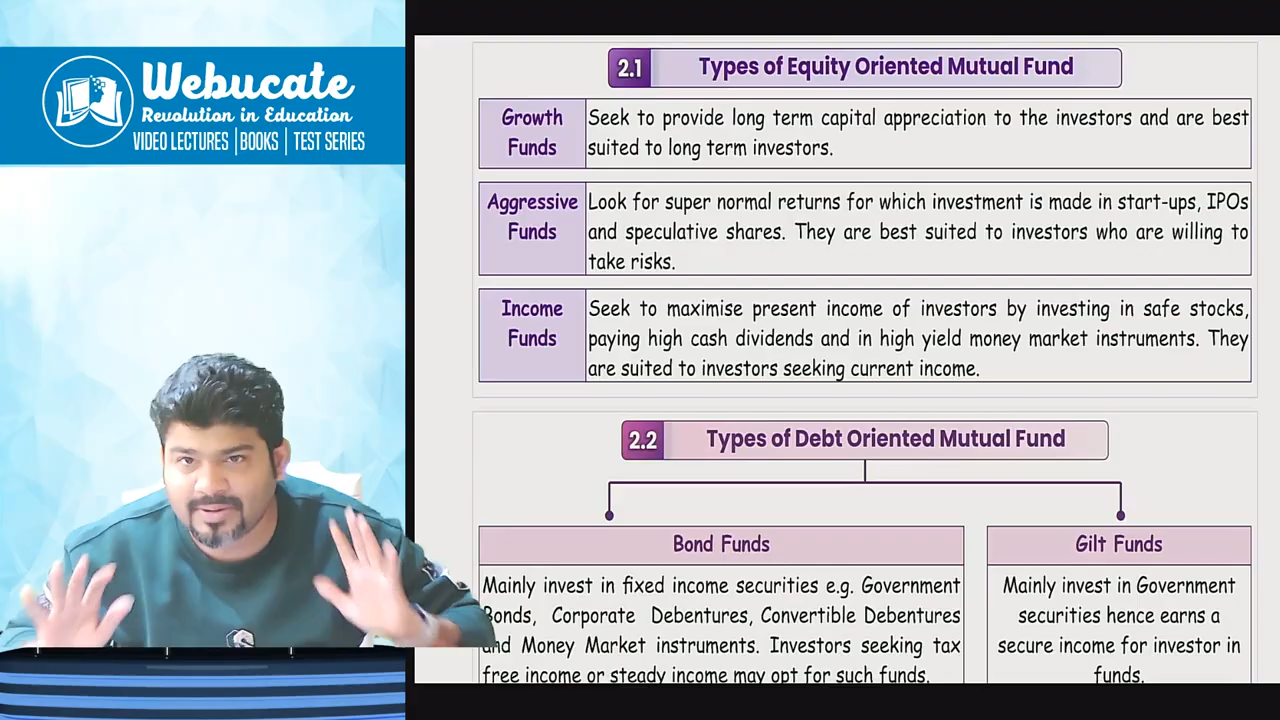 Webucate
Revolution in Education
VIDEO LECTURES | BOOKS | TEST SERIES
2.1 Types of Equity Oriented Mutual Fund
Growth Funds
Seek to provide long term capital appreciation to the investors and are best
suited to long term investors.
Aggressive Funds
Look for super normal returns for which investment is made in start-ups, IPOs
and speculative shares. They are best suited to investors who are willing to
take risks.
Income Funds
Seek to maximise present income of investors by investing in safe stocks,
paying high cash dividends and in high yield money market instruments. They
are suited to investors seeking current income.
2.2 Types of Debt Oriented Mutual Fund
Bond Funds
Mainly invest in fixed income securities e.g. Government
Bonds, Corporate Debentures, Convertible Debentures
and Money Market instruments. Investors seeking tax
free income or steady income may opt for such funds.
Gilt Funds
Mainly invest in Government
securities hence earns a
secure income for investor in
funds.